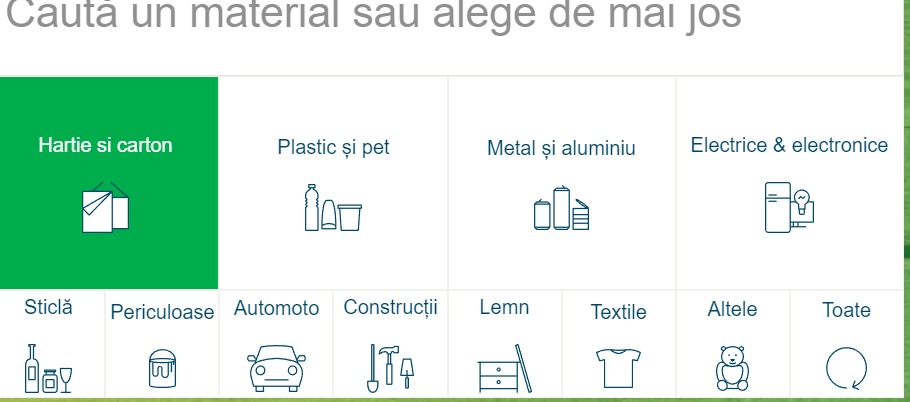 Caută un material sau alege de mai jos
Hartie si carton
Plastic și pet
Metal și aluminiu
Electrice & electronice
Sticlă
Periculoase
Automoto
Construcții
Lemn
Textile
Altele
Toate